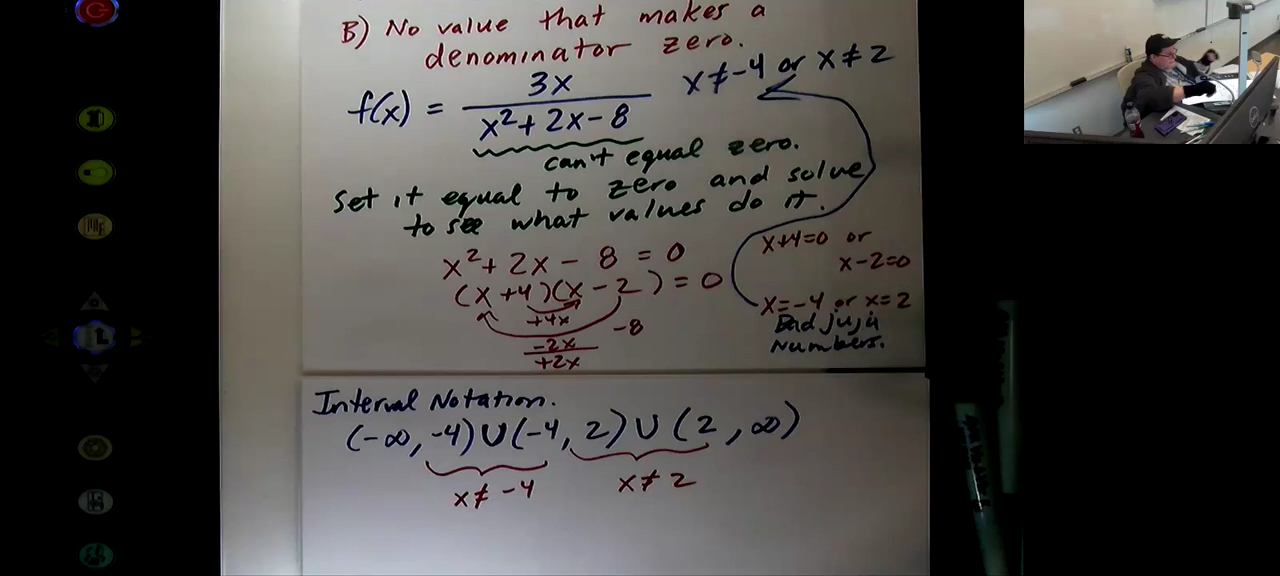 B) No value that makes a
denominator zero.
f(x) = 3x / x²+2x-8 x≠-4 or x≠2
can't equal zero.
Set it equal to zero and solve
to see what values do it.
x²+2x-8=0
(x+4)(x-2)=0
+4x
-8
-2x
+2x
x+4=0 or
x-2=0
x=-4 or x=2
Bad juju
Numbers.
Interval Notation.
(-∞,-4)∪(-4,2)∪(2,∞)
x≠-4 x≠2